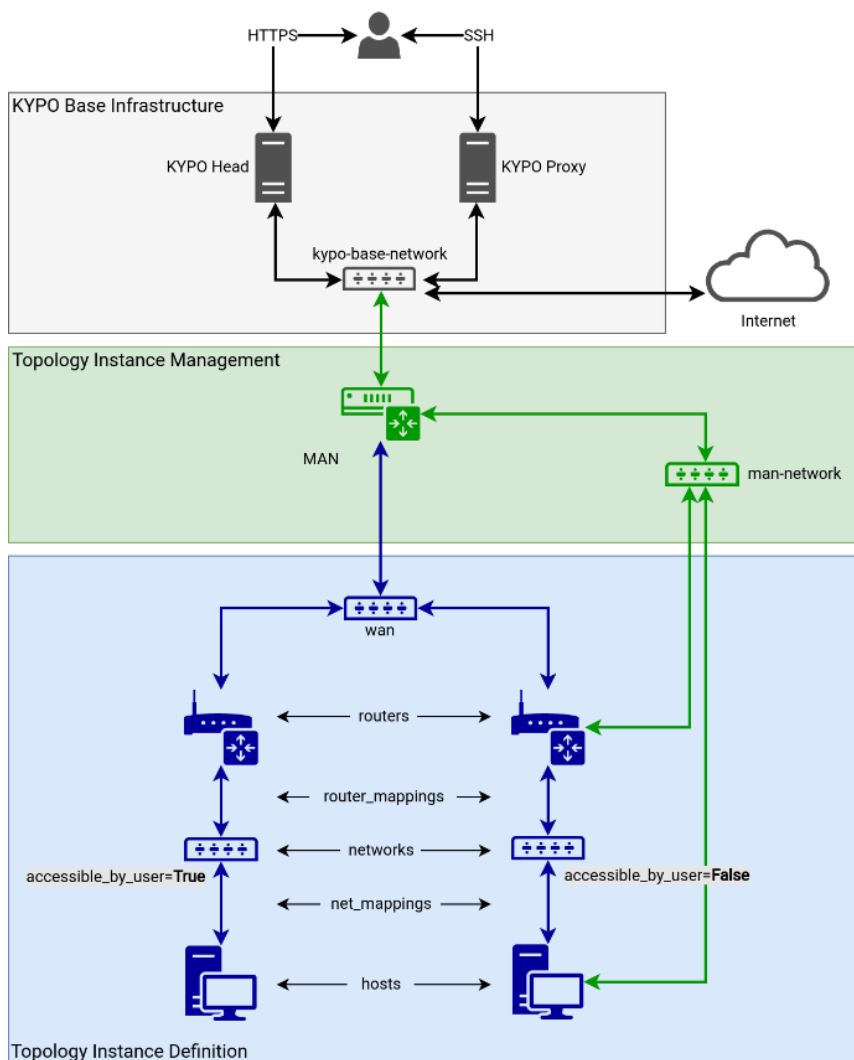 HTTPS
SSH
KYPO Base Infrastructure
KYPO Head
KYPO Proxy
kypo-base-network
Internet
Topology Instance Management
MAN
man-network
wan
routers
router_mappings
networks
accessible_by_user=True
accessible_by_user=False
net_mappings
hosts
Topology Instance Definition